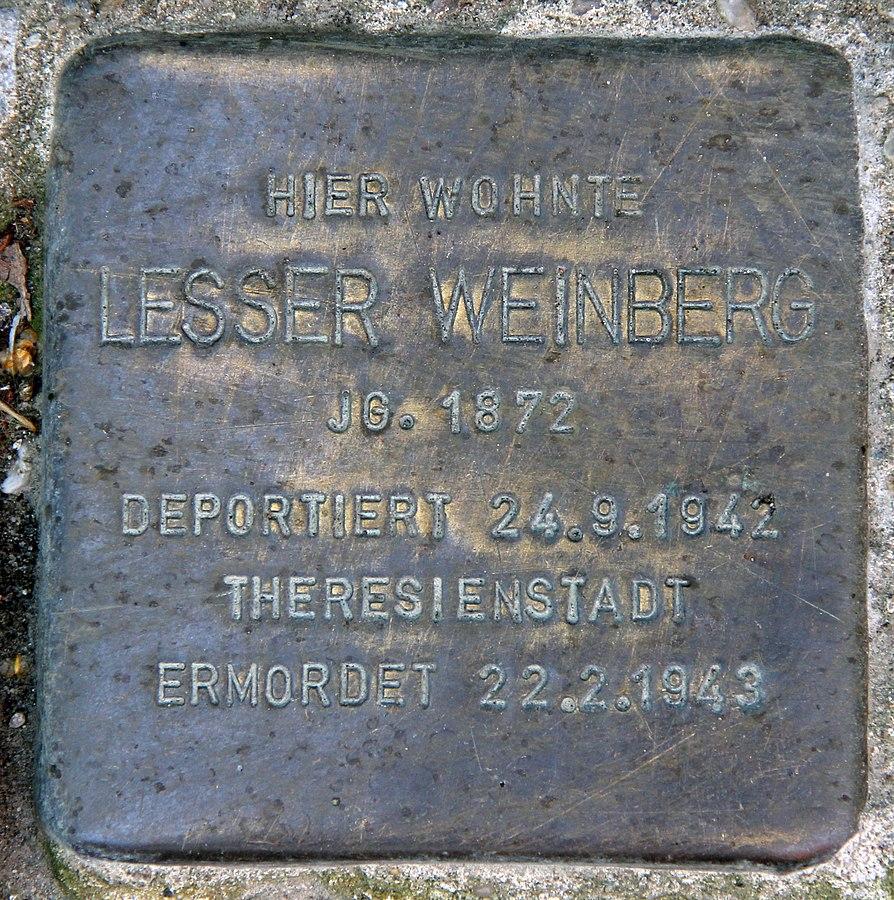 HIER WOHNTE
LESSER WEINBERG
JG. 1872
DEPORTIERT 24.9.1942
THERESIENSTADT
ERMORDET 22.2.1943